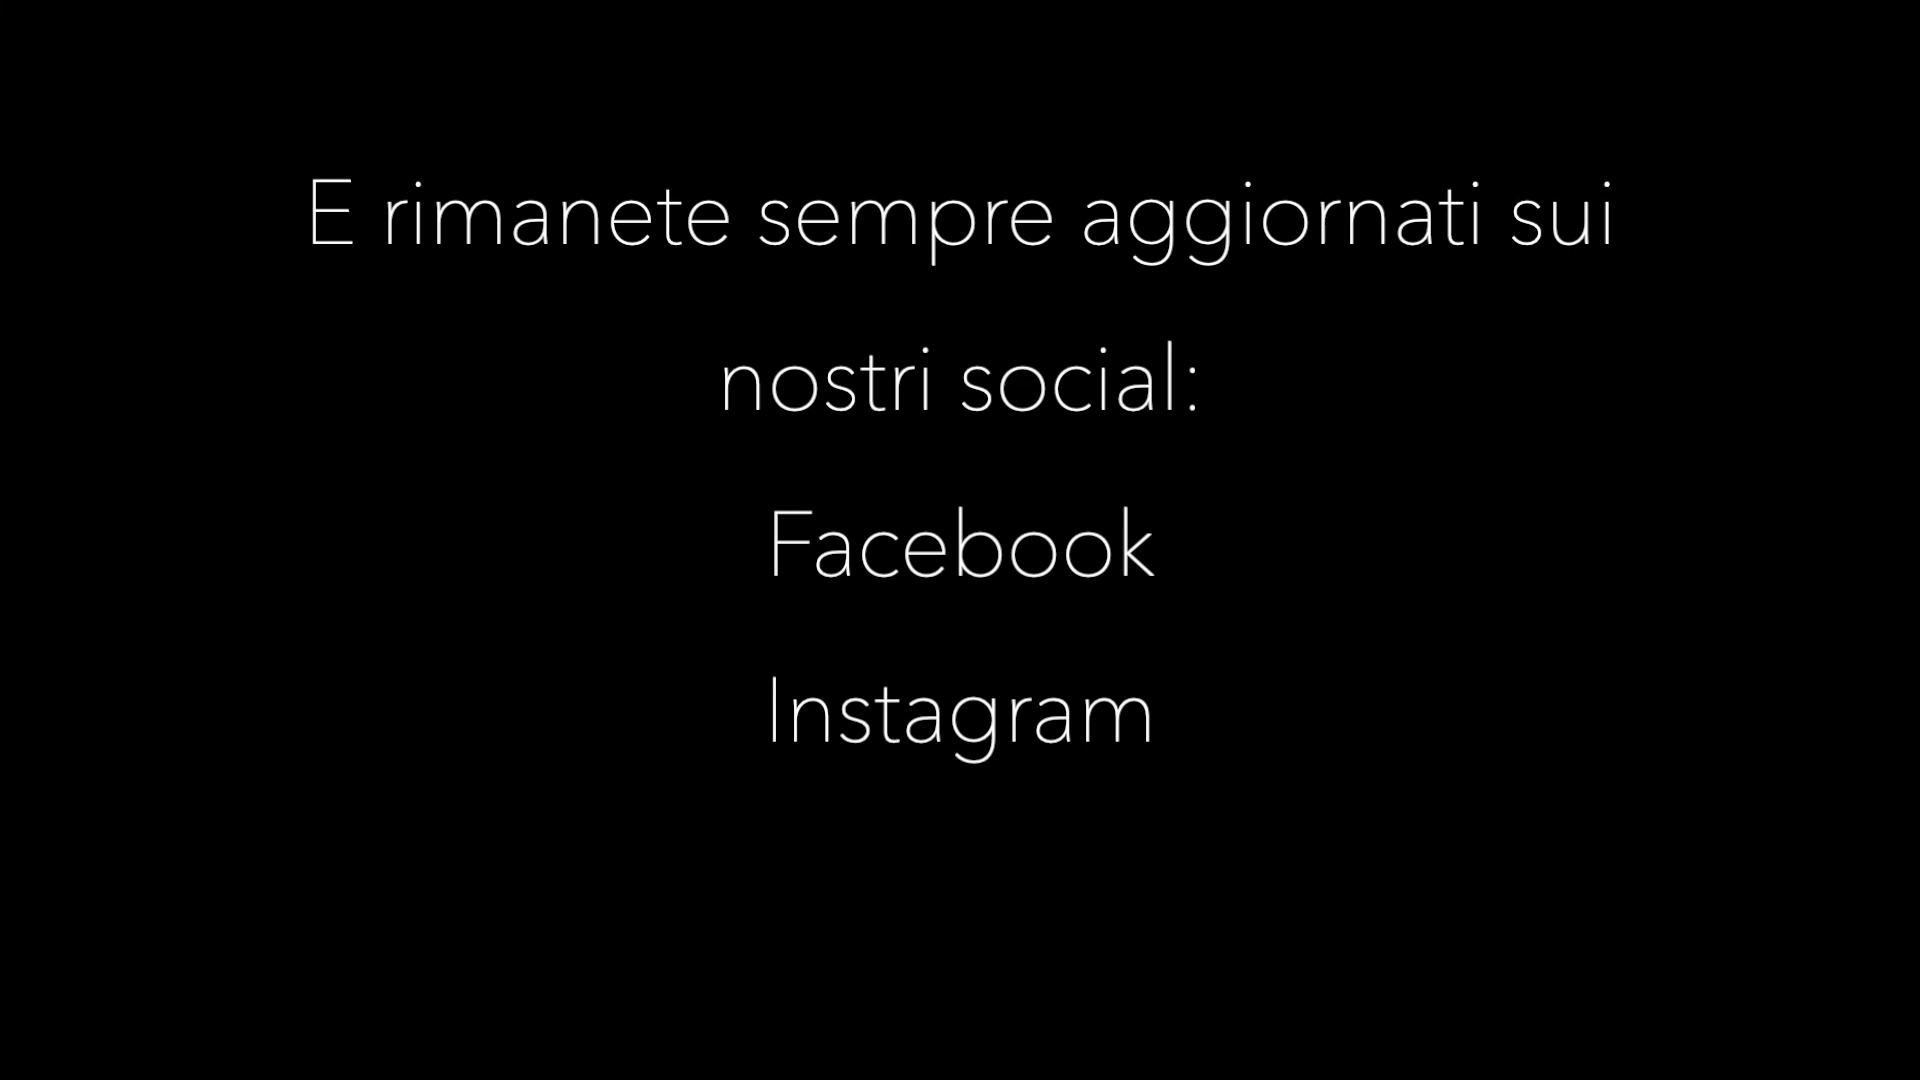 E rimanete sempre aggiornati sui
nostri social:
Facebook
Instagram